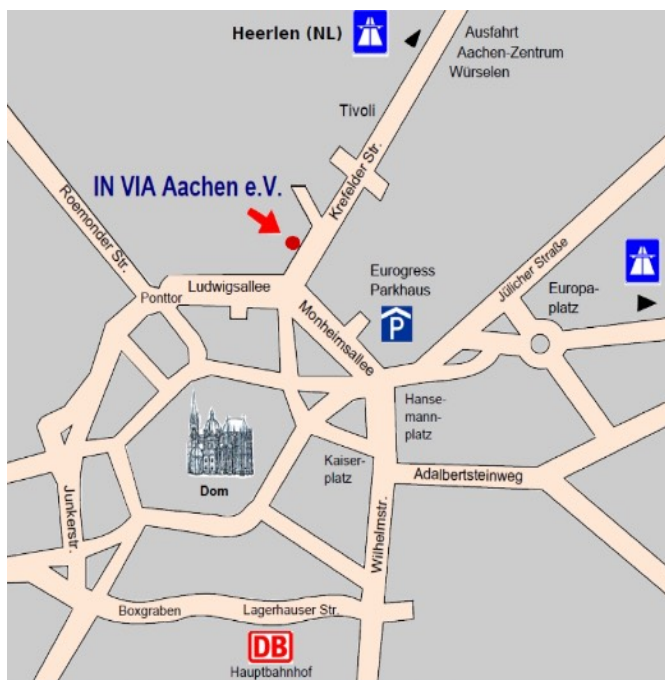 Heerlen (NL)
Ausfahrt
Aachen-Zentrum
Würselen
Tivoli
Krefelder Str.
IN VIA Aachen e.V.
Roemonder Str.
Ponttor
Ludwigsallee
Monheimsallee
Eurogress
Parkhaus
P
Jülicher Straße
Europa-
platz
Hanse-
mann-
platz
Kaiser-
platz
Adalbertsteinweg
Dom
Junkerstr.
Wilhelmstr.
Boxgraben
Lagerhauser Str.
DB
Hauptbahnhof